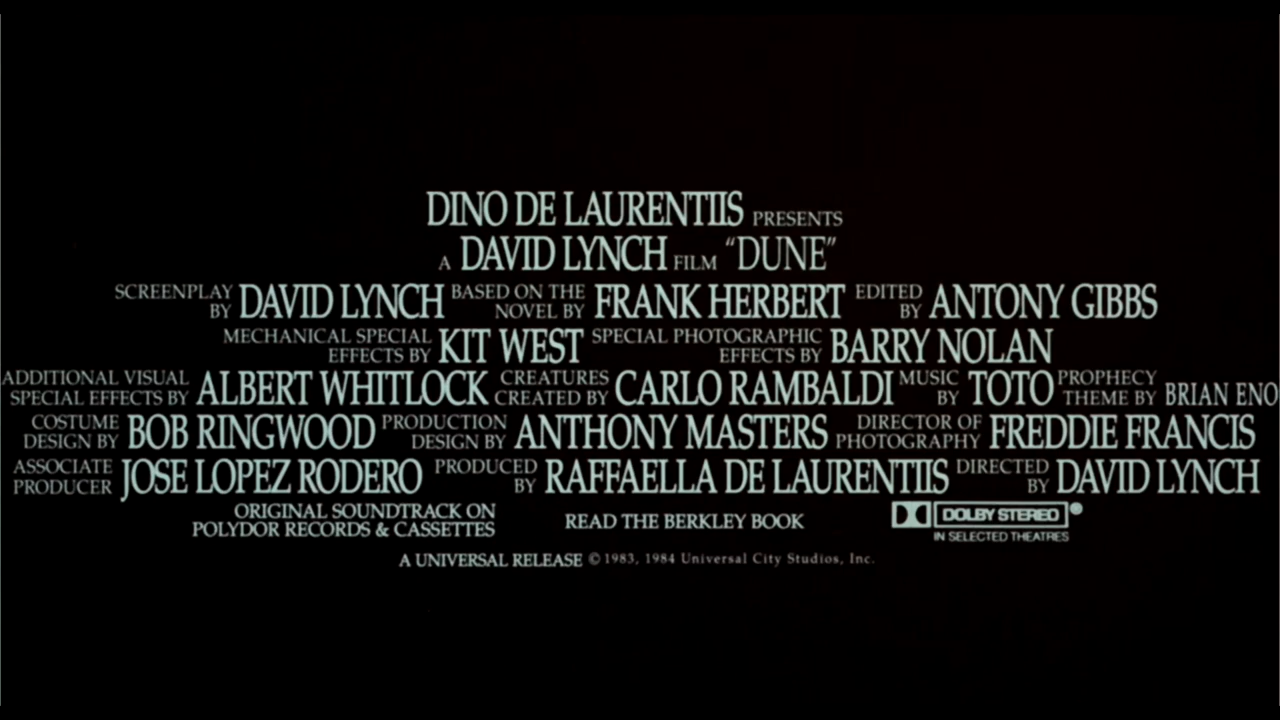 DINO DE LAURENTIIS PRESENTS
A DAVID LYNCH FILM "DUNE"
SCREENPLAY BY DAVID LYNCH BASED ON THE NOVEL BY FRANK HERBERT EDITED BY ANTONY GIBBS
MECHANICAL SPECIAL EFFECTS BY KIT WEST SPECIAL PHOTOGRAPHIC EFFECTS BY BARRY NOLAN
ADDITIONAL VISUAL SPECIAL EFFECTS BY ALBERT WHITLOCK CREATURES CREATED BY CARLO RAMBALDI MUSIC BY TOTO PROPHECY THEME BY BRIAN ENO
COSTUME DESIGN BY BOB RINGWOOD PRODUCTION DESIGN BY ANTHONY MASTERS DIRECTOR OF PHOTOGRAPHY FREDDIE FRANCIS
ASSOCIATE PRODUCER JOSE LOPEZ RODERO PRODUCED BY RAFFAELLA DE LAURENTIIS DIRECTED BY DAVID LYNCH
ORIGINAL SOUNDTRACK ON
POLYDOR RECORDS & CASSETTES
READ THE BERKLEY BOOK
DOLBY STEREO
IN SELECTED THEATRES
A UNIVERSAL RELEASE ©1983, 1984 Universal City Studios, Inc.